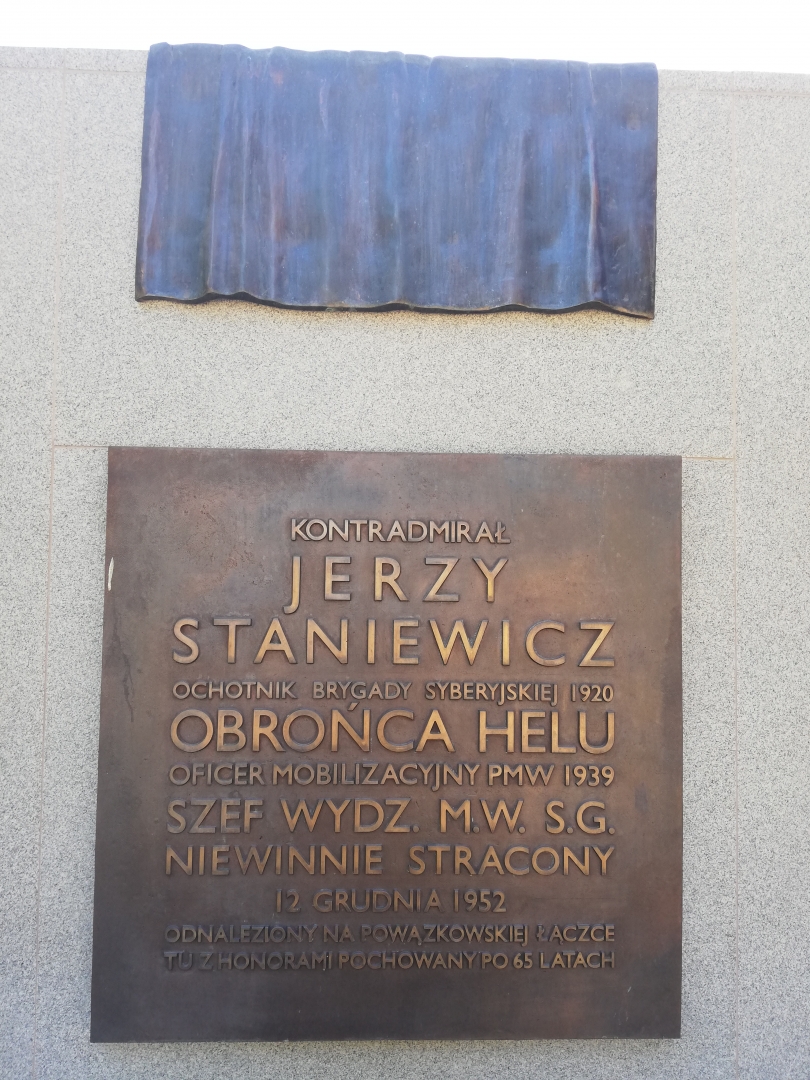 KONTRADMIRAŁ
JERZY
STANIEWICZ
OCHOTNIK BRYGADY SYBERYJSKIEJ 1920
OBROŃCA HELU
OFICER MOBILIZACYJNY PMW 1939
SZEF WYDZ. M.W. S.G.
NIEWINNIE STRACONY
12 GRUDNIA 1952
ODNALEZIONY NA POWĄZKOWSKIEJ ŁĄCZCE
TU Z HONORAMI POCHOWANY PO 65 LATACH